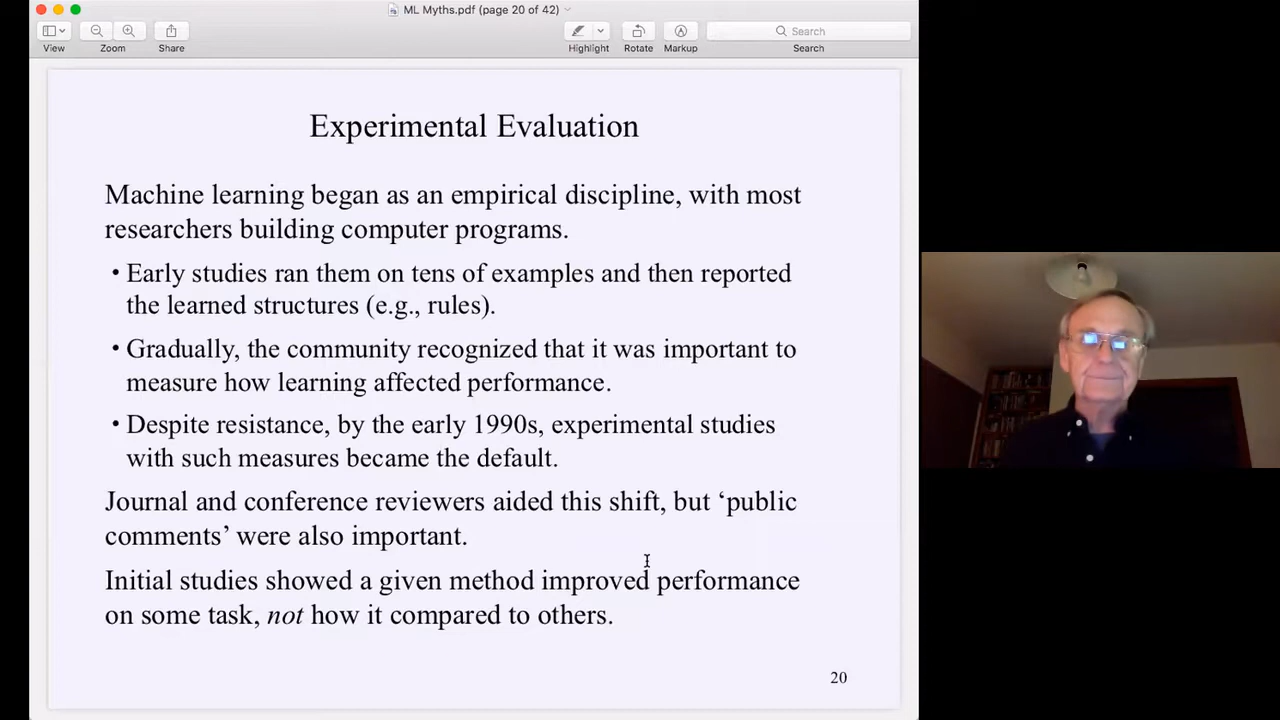 ML Myths.pdf (page 20 of 42)
View
Zoom
Share
Highlight
Rotate
Markup
Search
Search
Experimental Evaluation
Machine learning began as an empirical discipline, with most
researchers building computer programs.
• Early studies ran them on tens of examples and then reported
the learned structures (e.g., rules).
• Gradually, the community recognized that it was important to
measure how learning affected performance.
• Despite resistance, by the early 1990s, experimental studies
with such measures became the default.
Journal and conference reviewers aided this shift, but ‘public
comments’ were also important.
Initial studies showed a given method improved performance
on some task, not how it compared to others.
20